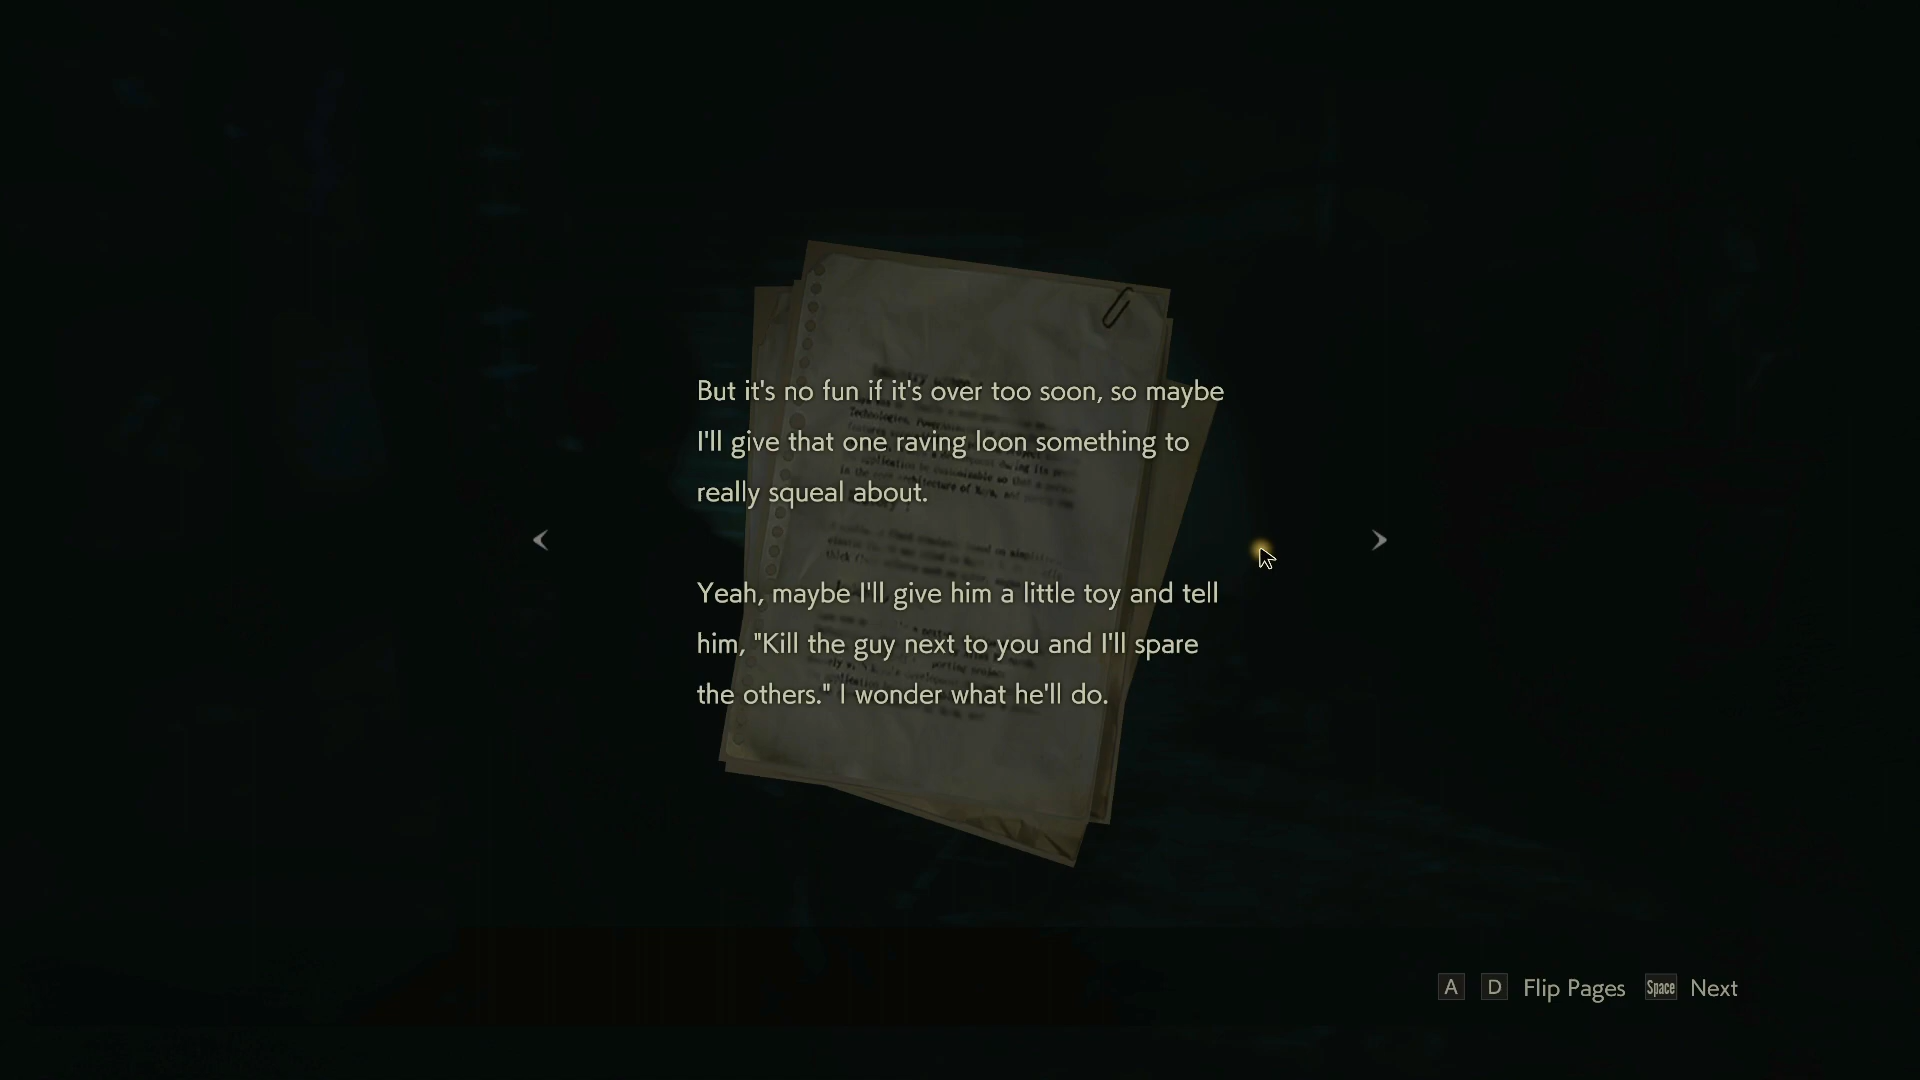 But it's no fun if it's over too soon, so maybe
I'll give that one raving loon something to
really squeal about.
Yeah, maybe I'll give him a little toy and tell
him, "Kill the guy next to you and I'll spare
the others." I wonder what he'll do.
A D Flip Pages Space Next